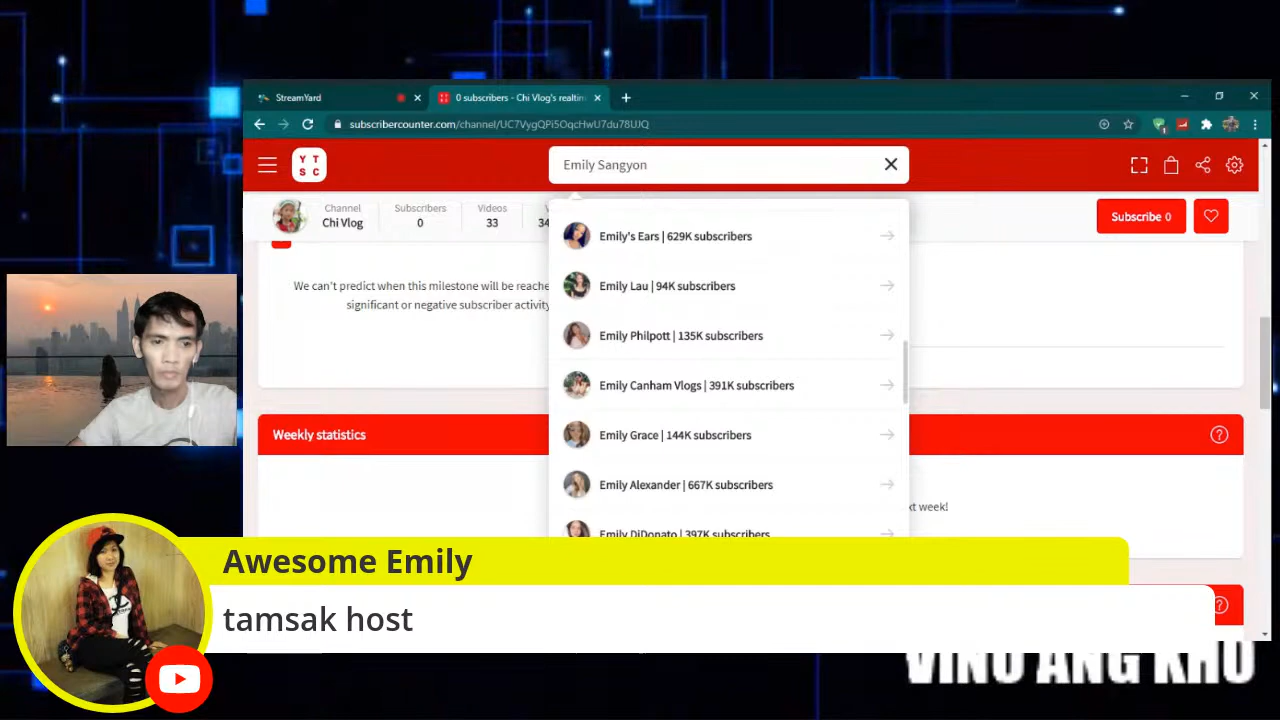 StreamYard
0 subscribers - Chi Vlog's realtim
subscribercounter.com/channel/UC7VygQPi5OqcHwU7du78UJQ
Y T
S C
Emily Sangyon
Channel
Chi Vlog
Subscribers
0
Videos
33
34
Subscribe 0
Emily's Ears | 629K subscribers
Emily Lau | 94K subscribers
Emily Philpott | 135K subscribers
Emily Canham Vlogs | 391K subscribers
Emily Grace | 144K subscribers
Emily Alexander | 667K subscribers
Emily DiDonato | 397K subscribers
We can't predict when this milestone will be reache
significant or negative subscriber activity
Weekly statistics
xt week!
Awesome Emily
tamsak host
VINO ANG KHO